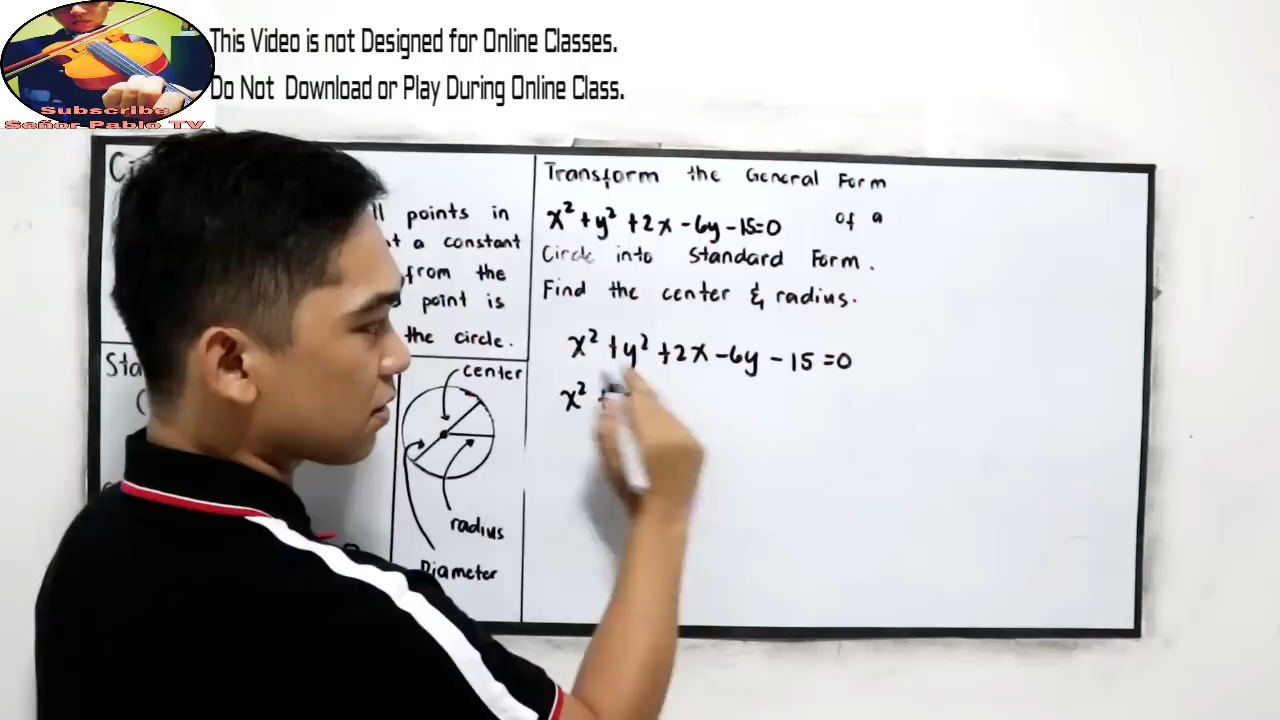 This Video is not Designed for Online Classes.
Do Not Download or Play During Online Class.
Subscribe
Señor Pablo TV
points in
a constant
from the
point is
the circle.
center
radius
Diameter
Transform the General Form
x² + y² + 2x - 6y - 15 = 0 of a
Circle into Standard Form.
Find the center & radius.
x² + y² + 2x - 6y - 15 = 0
x² +